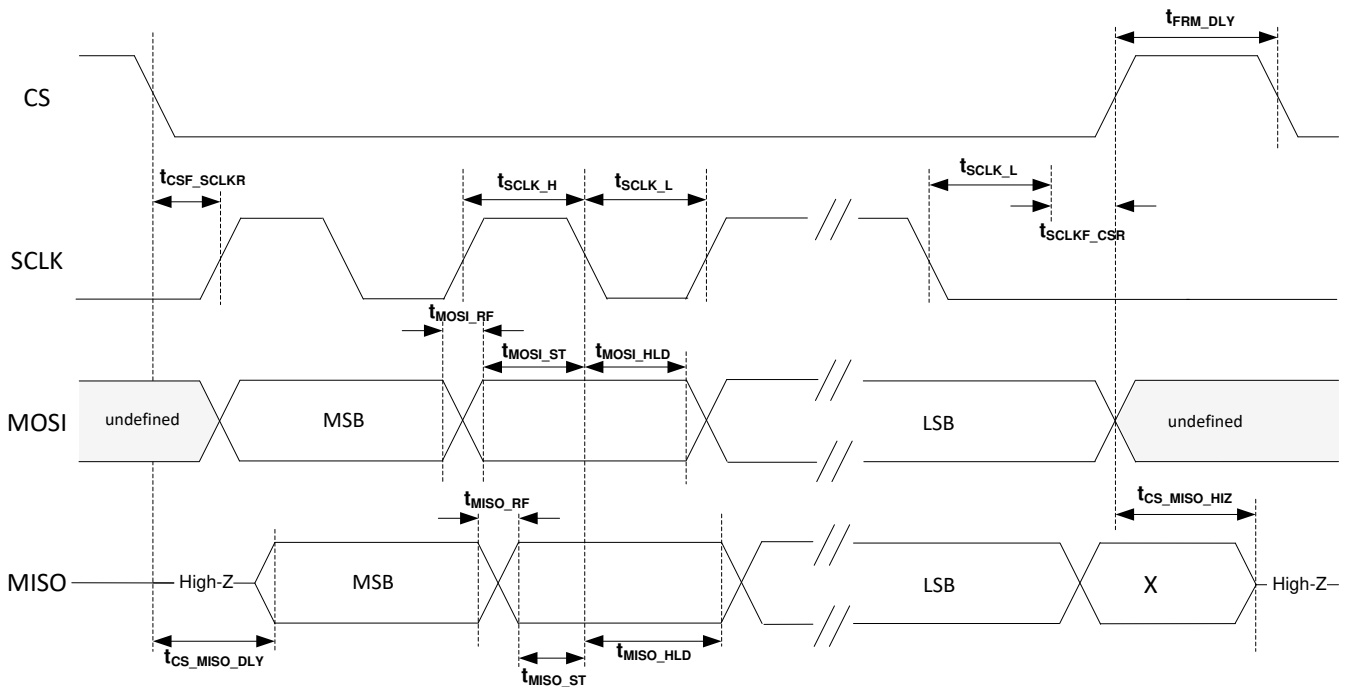 tFRM_DLY
CS
tCSF_SCLKR
tSCLK_H
tSCLK_L
tSCLK_L
tSCLKF_CSR
SCLK
tMOSI_RF
tMOSI_ST
tMOSI_HLD
MOSI
undefined
MSB
LSB
undefined
tMISO_RF
tCS_MISO_HIZ
MISO
High-Z
MSB
LSB
X
High-Z
tCS_MISO_DLY
tMISO_ST
tMISO_HLD